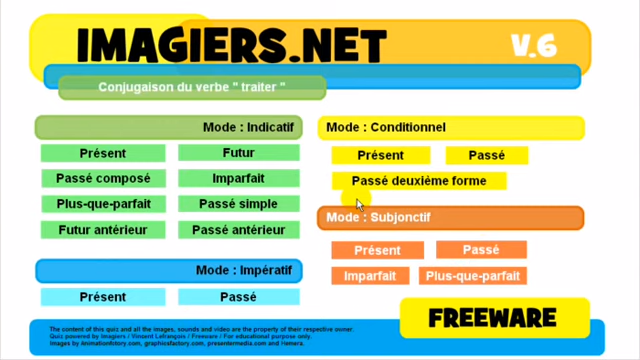 IMAGIERS.NET
V.6
Conjugaison du verbe " traiter "
Mode : Indicatif
Présent
Futur
Passé composé
Imparfait
Plus-que-parfait
Passé simple
Futur antérieur
Passé antérieur
Mode : Impératif
Présent
Passé
Mode : Conditionnel
Présent
Passé
Passé deuxième forme
Mode : Subjonctif
Présent
Passé
Imparfait
Plus-que-parfait
FREEWARE
The content of this quiz and all the images, sounds and video are the property of their respective owner.
Quiz powered by Imagiers / Vincent Lefrançois / Freeware / For educational purpose only.
Images by Animationfctory.com, graphicsfactory.com, presentermedia.com and Hemera.